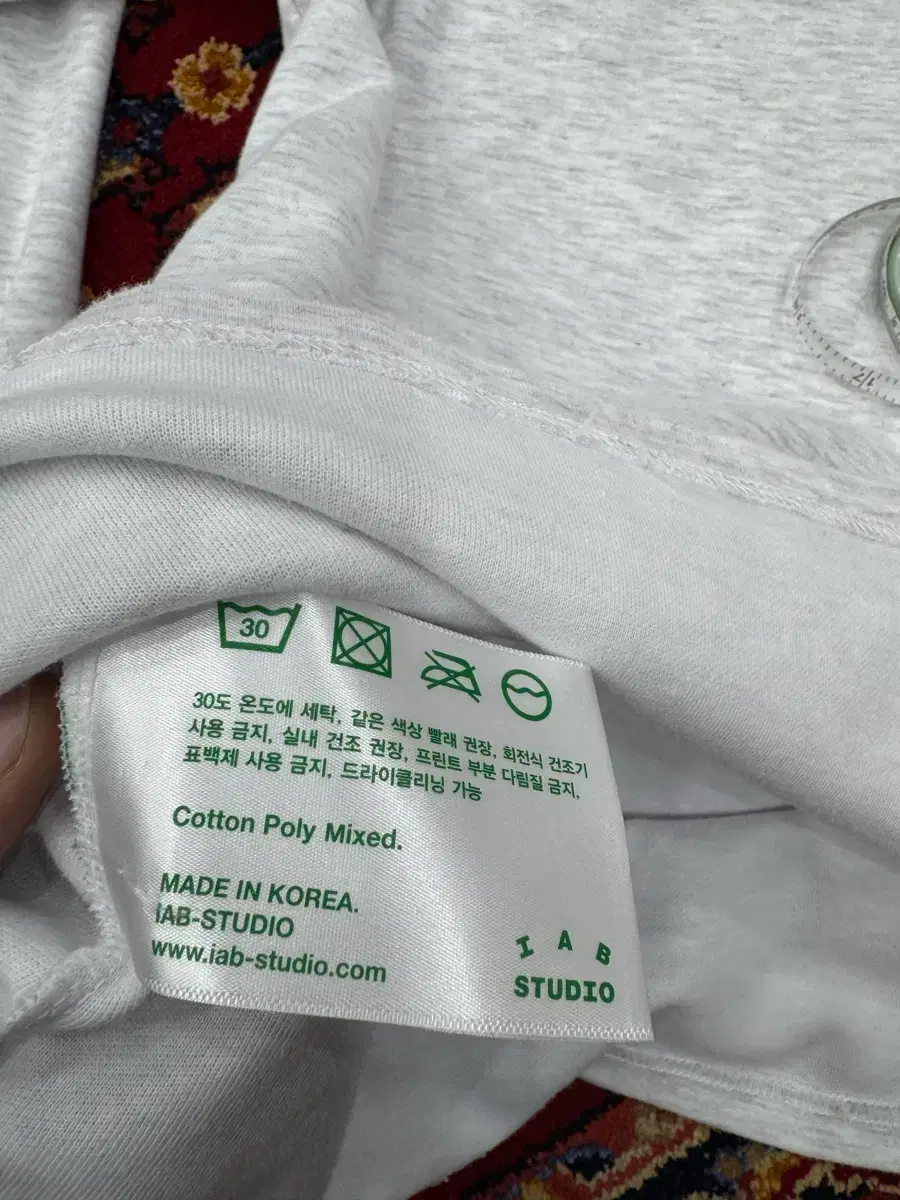 30
30도 온도에 세탁, 같은 색상 빨래 권장, 회전식 건조기
사용 금지, 실내 건조 권장, 프린트 부분 다림질 금지,
표백제 사용 금지, 드라이클리닝 가능
Cotton Poly Mixed.
MADE IN KOREA.
IAB-STUDIO
www.iab-studio.com
I A B
STUDIO